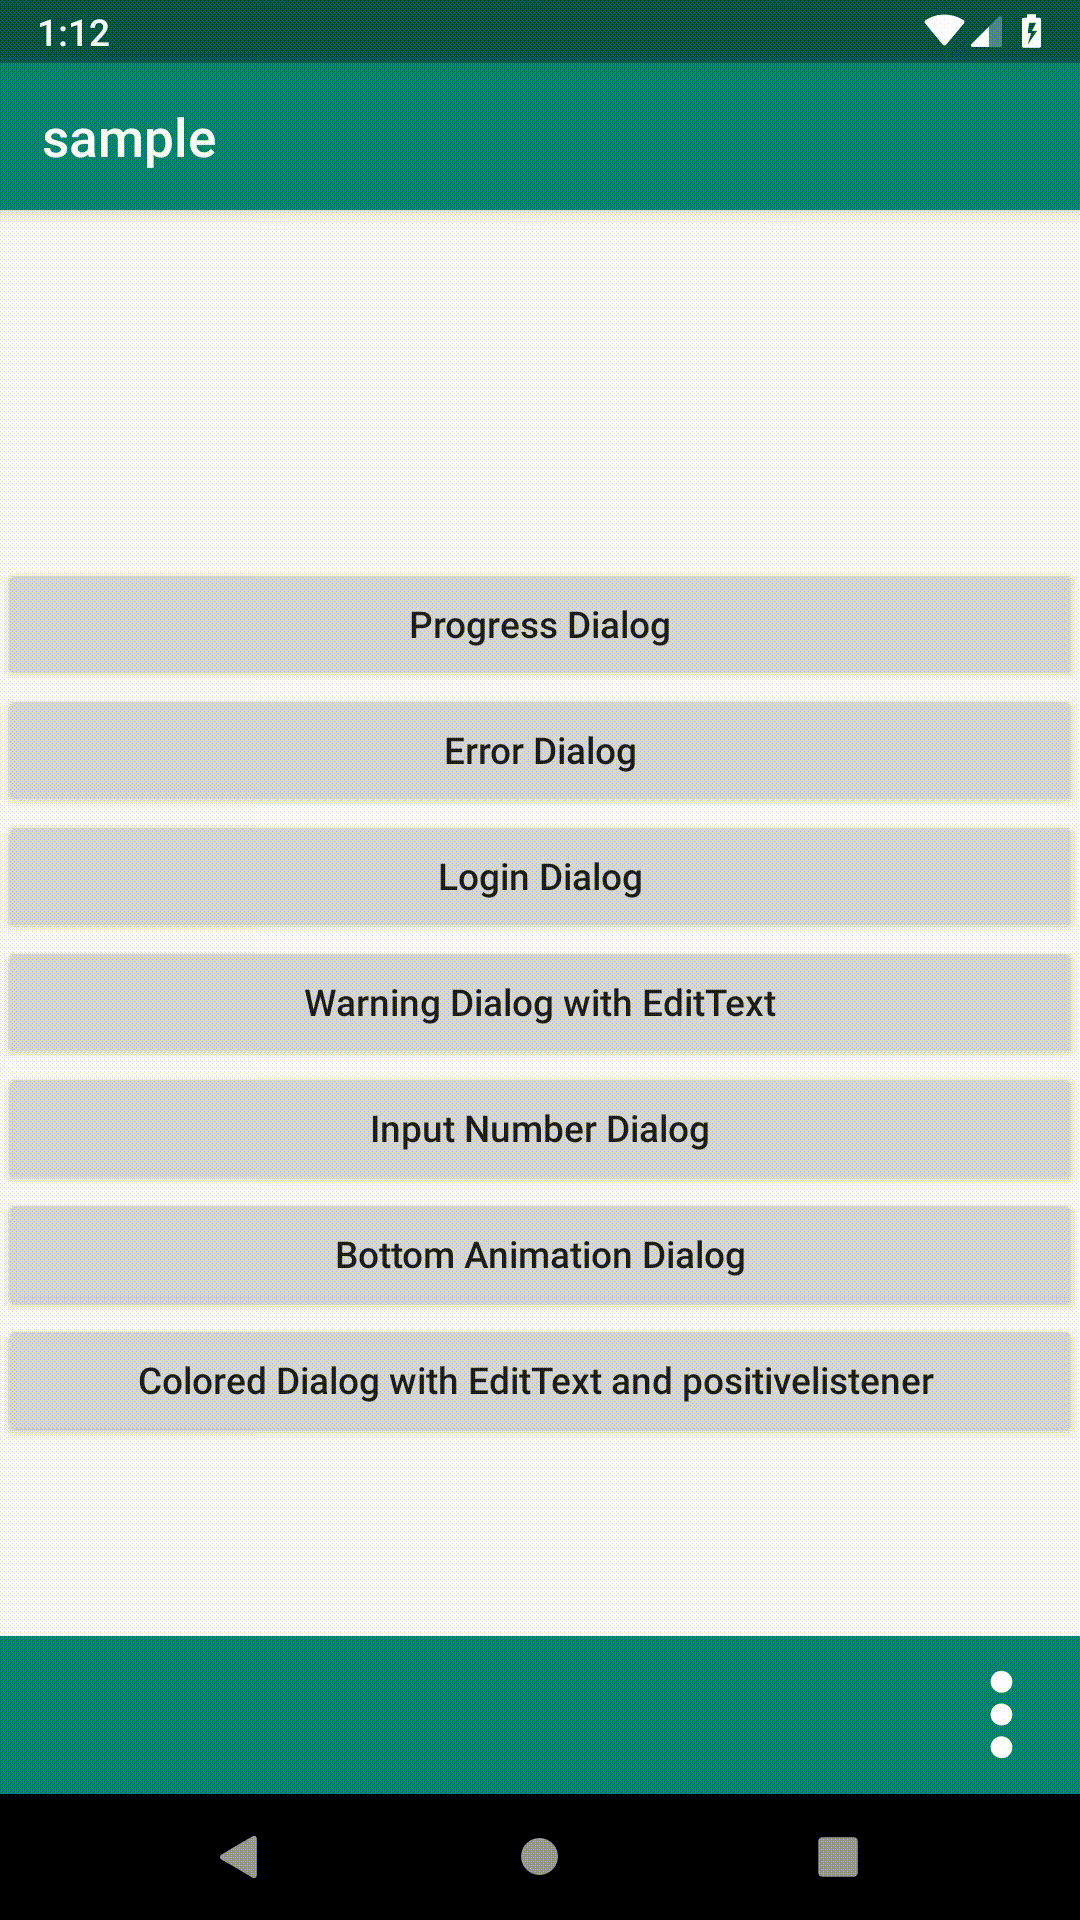 1:12
sample
Progress Dialog
Error Dialog
Login Dialog
Warning Dialog with EditText
Input Number Dialog
Bottom Animation Dialog
Colored Dialog with EditText and positivelistener